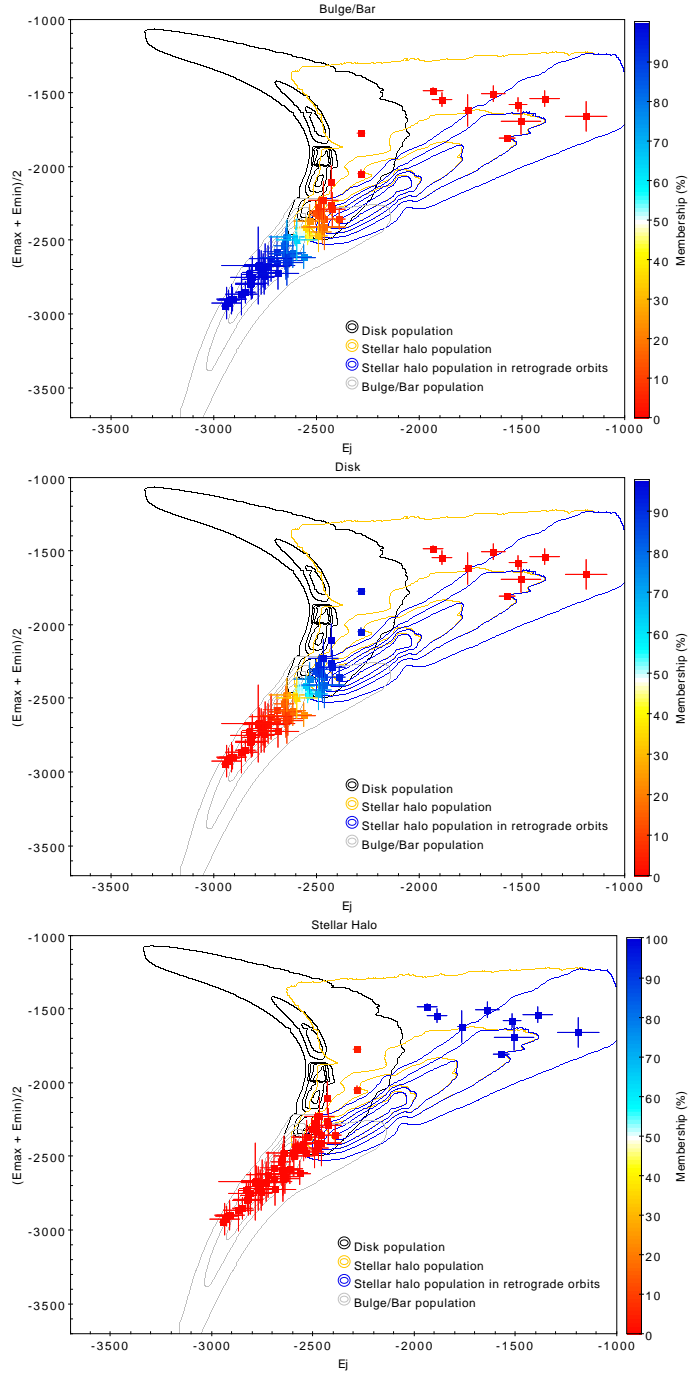 Bulge/Bar
-1000
-1500
-2000
-2500
-3000
-3500
(Emax + Emin)/2
-3500 -3000 -2500 -2000 -1500 -1000
Ej
Disk population
Stellar halo population
Stellar halo population in retrograde orbits
Bulge/Bar population
90
80
70
60
50
40
30
20
10
0
Membership (%)
Disk
-1000
-1500
-2000
-2500
-3000
-3500
(Emax + Emin)/2
-3500 -3000 -2500 -2000 -1500 -1000
Ej
Disk population
Stellar halo population
Stellar halo population in retrograde orbits
Bulge/Bar population
90
80
70
60
50
40
30
20
10
0
Membership (%)
Stellar Halo
-1000
-1500
-2000
-2500
-3000
-3500
(Emax + Emin)/2
-3500 -3000 -2500 -2000 -1500 -1000
Ej
Disk population
Stellar halo population
Stellar halo population in retrograde orbits
Bulge/Bar population
100
90
80
70
60
50
40
30
20
10
0
Membership (%)